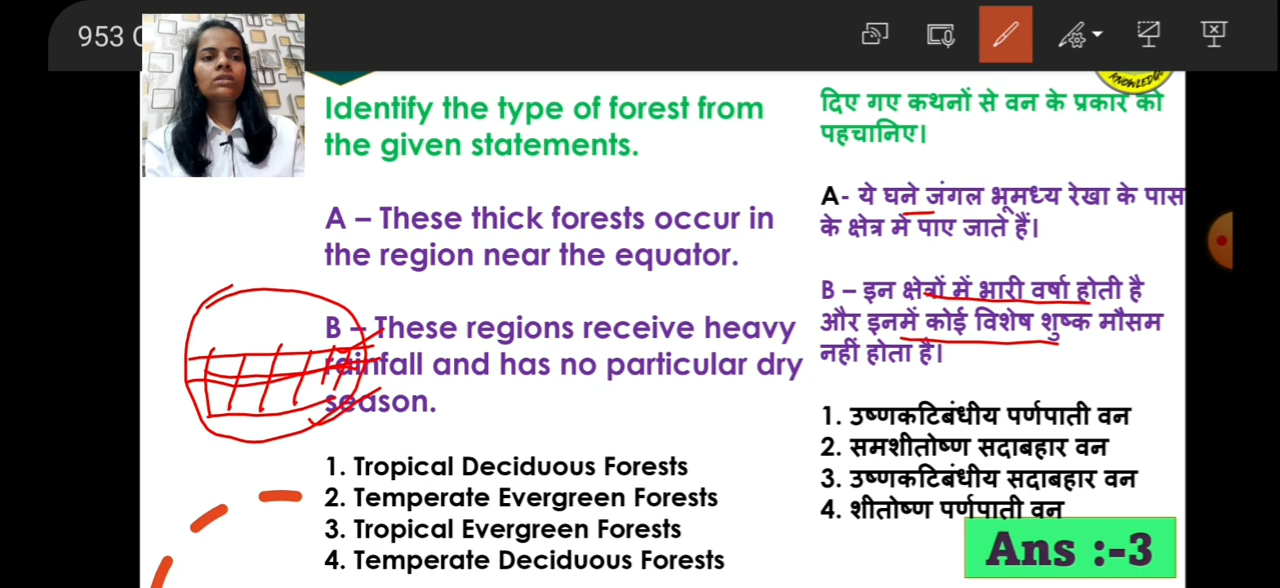 953
KNOWLEDGE
Identify the type of forest from
the given statements.
A – These thick forests occur in
the region near the equator.
B – These regions receive heavy
rainfall and has no particular dry
season.
1. Tropical Deciduous Forests
2. Temperate Evergreen Forests
3. Tropical Evergreen Forests
4. Temperate Deciduous Forests
दिए गए कथनों से वन के प्रकार को
पहचानिए।
A- ये घने जंगल भूमध्य रेखा के पास
के क्षेत्र में पाए जाते हैं।
B – इन क्षेत्रों में भारी वर्षा होती है
और इनमें कोई विशेष शुष्क मौसम
नहीं होता है।
1. उष्णकटिबंधीय पर्णपाती वन
2. समशीतोष्ण सदाबहार वन
3. उष्णकटिबंधीय सदाबहार वन
4. शीतोष्ण पर्णपाती वन
Ans :-3